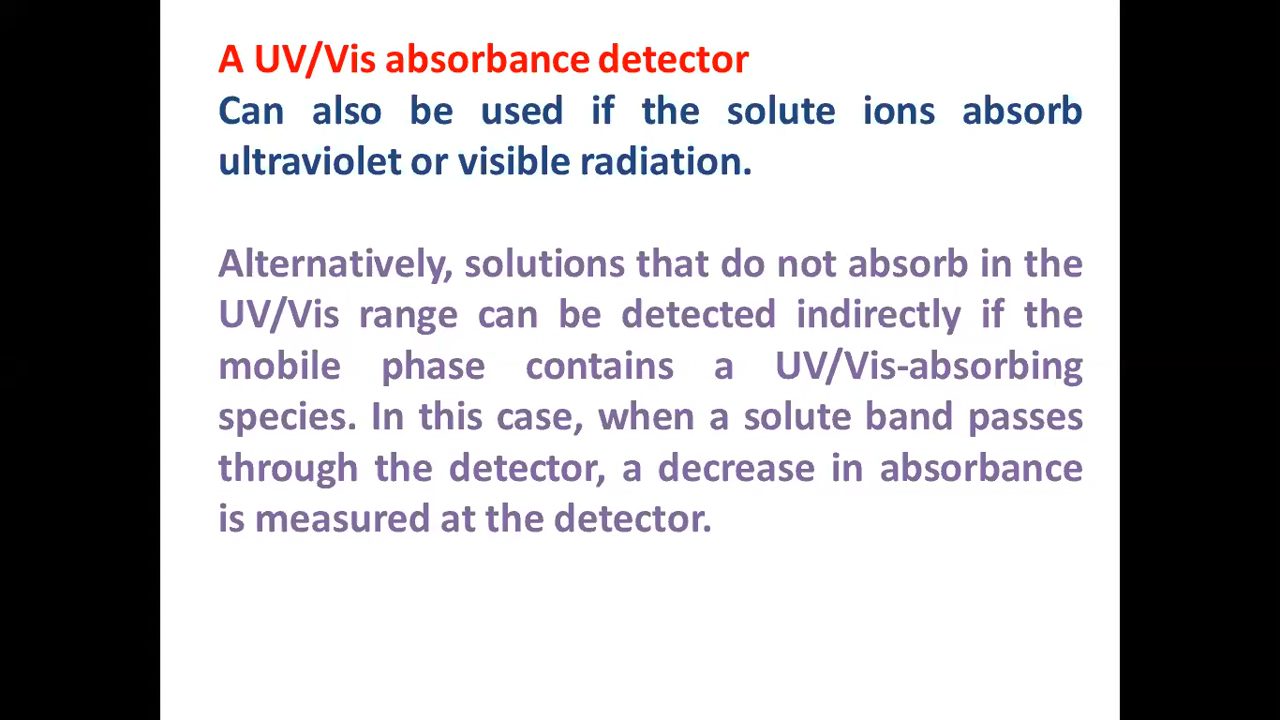 A UV/Vis absorbance detector
Can also be used if the solute ions absorb
ultraviolet or visible radiation.
Alternatively, solutions that do not absorb in the
UV/Vis range can be detected indirectly if the
mobile phase contains a UV/Vis-absorbing
species. In this case, when a solute band passes
through the detector, a decrease in absorbance
is measured at the detector.